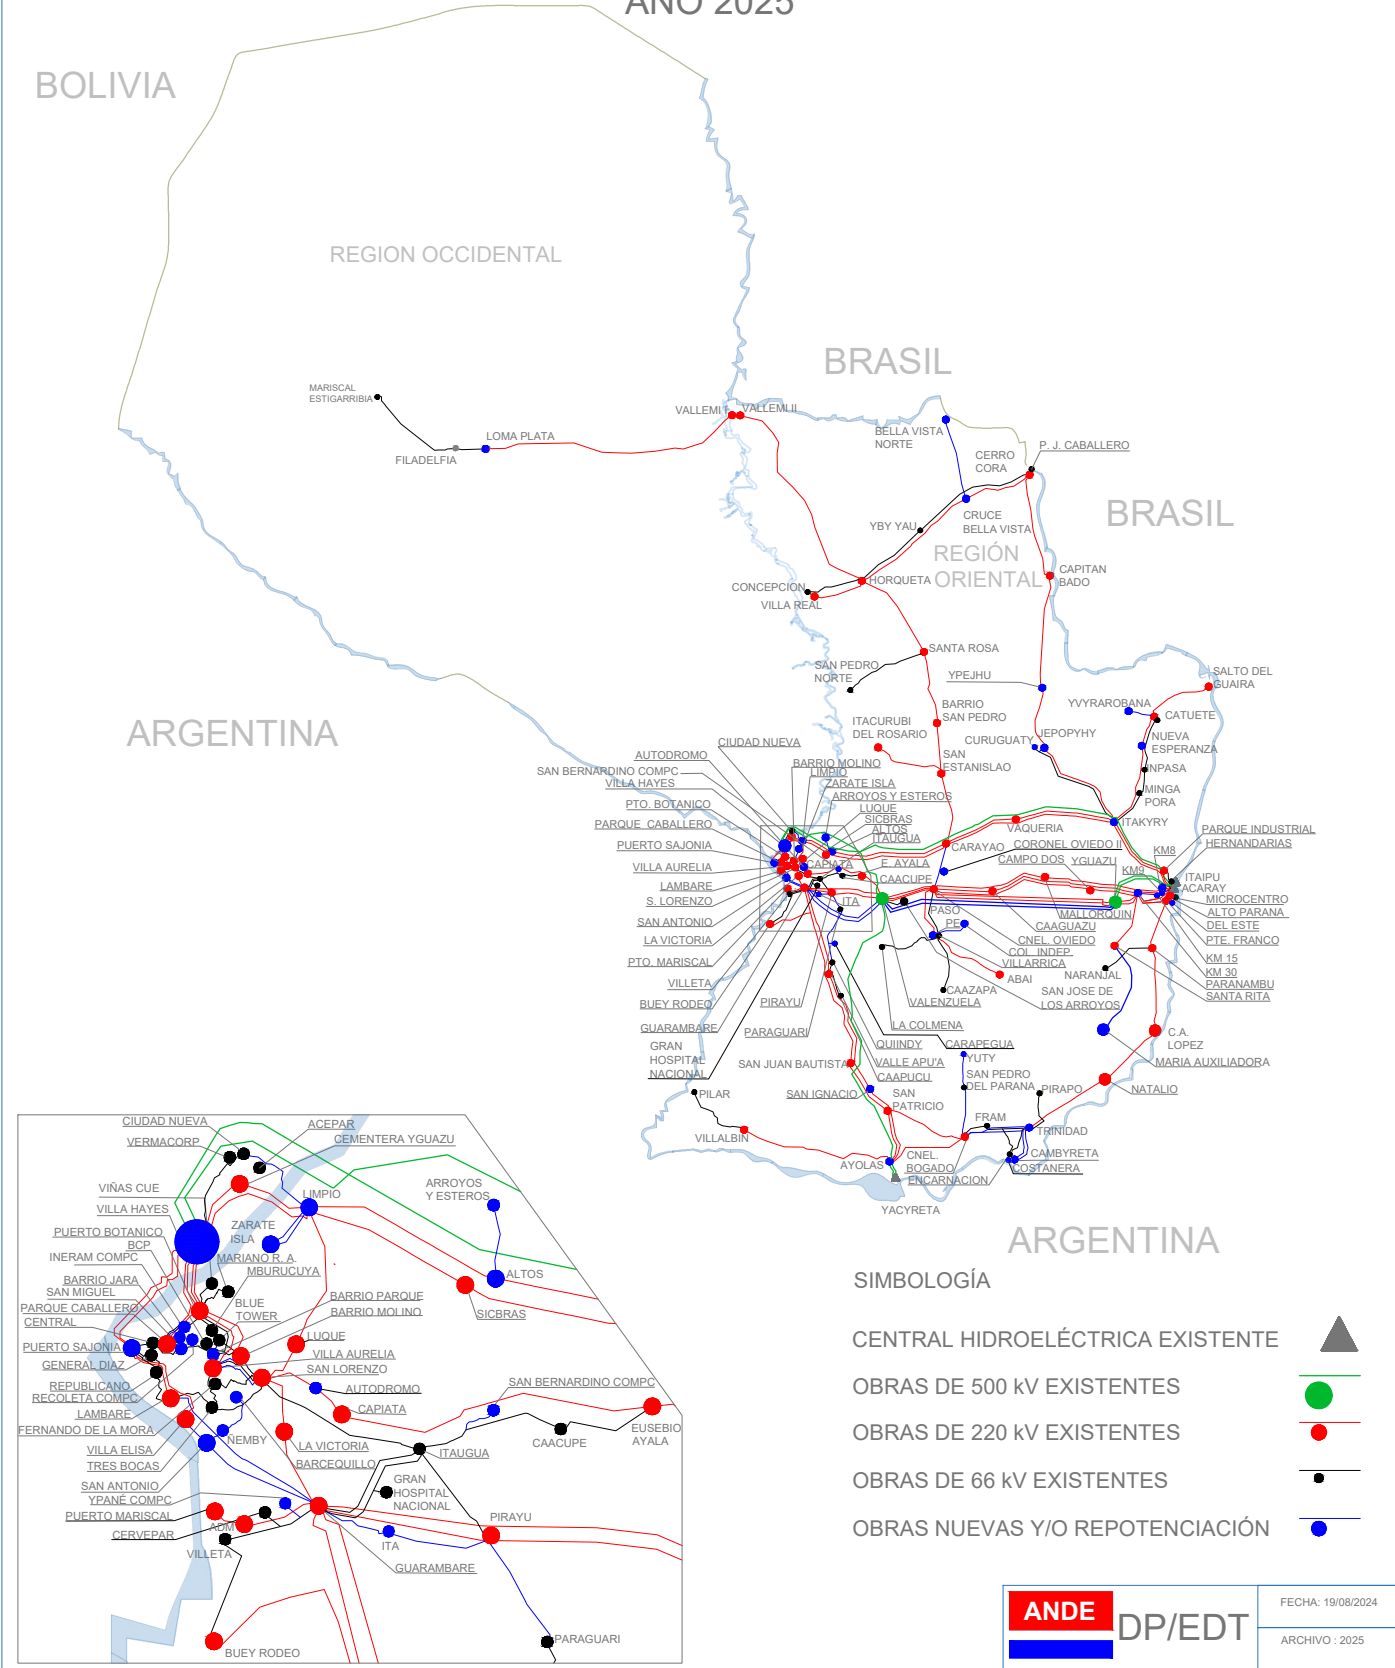 AÑO 2025
BOLIVIA
REGION OCCIDENTAL
BRASIL
MARISCAL
ESTIGARRIBIA
FILADELFIA
LOMA PLATA
VALLEMI I
VALLEMI II
BELLA VISTA
NORTE
CERRO
CORA
P. J. CABALLERO
BRASIL
YBY YAU
CRUCE
BELLA VISTA
REGIÓN
ORIENTAL
CAPITAN
BADO
CONCEPCION
VILLA REAL
HORQUETA
SANTA ROSA
SAN PEDRO
NORTE
YPEJHU
SALTO DEL
GUAIRA
ARGENTINA
BARRIO
SAN PEDRO
YVYRAROBANA
CATUETE
ITACURUBI
DEL ROSARIO
CURUGUATY
JEPOPYHY
NUEVA
ESPERANZA
SAN
ESTANISLAO
INPASA
MINGA
PORA
CIUDAD NUEVA
AUTODROMO
SAN BERNARDINO COMPC
VILLA HAYES
PTO. BOTANICO
PARQUE CABALLERO
PUERTO SAJONIA
VILLA AURELIA
LAMBARE
S. LORENZO
SAN ANTONIO
LA VICTORIA
PTO. MARISCAL
VILLETA
BUEY RODEO
GUARAMBARE
GRAN
HOSPITAL
NACIONAL
BARRIO MOLINO
LIMPIO
ZARATE ISLA
ARROYOS Y ESTEROS
LUQUE
SICBRAS
ALTOS
ITAUGUA
CAPIATA
E. AYALA
CAACUPE
ITA
VAQUERIA
ITAKYRY
CARAYAO
CORONEL OVIEDO II
CAMPO DOS
YGUAZU
PARQUE INDUSTRIAL
HERNANDARIAS
KM8
KM9
ITAIPU
ACARAY
MICROCENTRO
ALTO PARANA
DEL ESTE
PTE. FRANCO
KM 15
KM 30
PARANAMBU
SANTA RITA
MALLORQUIN
CAAGUAZU
CNEL. OVIEDO
COL. INDEP.
VILLARRICA
PASO
PE
ABAI
NARANJAL
CAAZAPA
VALENZUELA
SAN JOSE DE
LOS ARROYOS
LA COLMENA
PIRAYU
PARAGUARI
QUIINDY
CARAPEGUA
VALLE APU'A
CAAPUCU
YUTY
SAN JUAN BAUTISTA
SAN PEDRO
DEL PARANA
C.A.
LOPEZ
MARIA AUXILIADORA
NATALIO
PIRAPO
PILAR
SAN IGNACIO
SAN
PATRICIO
FRAM
TRINIDAD
VILLALBIN
AYOLAS
CNEL.
BOGADO
ENCARNACION
CAMBYRETA
COSTANERA
YACYRETA
ARGENTINA
CIUDAD NUEVA
VERMACORP
ACEPAR
CEMENTERA YGUAZU
VIÑAS CUE
VILLA HAYES
LIMPIO
ARROYOS
Y ESTEROS
PUERTO BOTANICO
BCP
INERAM COMPC
ZARATE
ISLA
MARIANO R. A.
MBURUCUYA
BARRIO JARA
SAN MIGUEL
PARQUE CABALLERO
CENTRAL
PUERTO SAJONIA
GENERAL DIAZ
REPUBLICANO
RECOLETA COMPC
LAMBARE
FERNANDO DE LA MORA
VILLA ELISA
TRES BOCAS
SAN ANTONIO
YPANÉ COMPC
PUERTO MARISCAL
CERVEPAR
ADM
VILLETA
BLUE
TOWER
BARRIO PARQUE
BARRIO MOLINO
LUQUE
VILLA AURELIA
SAN LORENZO
AUTODROMO
CAPIATA
ALTOS
SICBRAS
SAN BERNARDINO COMPC
ÑEMBY
LA VICTORIA
BARCEQUILLO
ITAUGUA
CAACUPE
EUSEBIO
AYALA
GRAN
HOSPITAL
NACIONAL
PIRAYU
ITA
GUARAMBARE
BUEY RODEO
PARAGUARI
SIMBOLOGÍA
CENTRAL HIDROELÉCTRICA EXISTENTE
OBRAS DE 500 kV EXISTENTES
OBRAS DE 220 kV EXISTENTES
OBRAS DE 66 kV EXISTENTES
OBRAS NUEVAS Y/O REPOTENCIACIÓN
ANDE
DP/EDT
FECHA: 19/08/2024
ARCHIVO : 2025